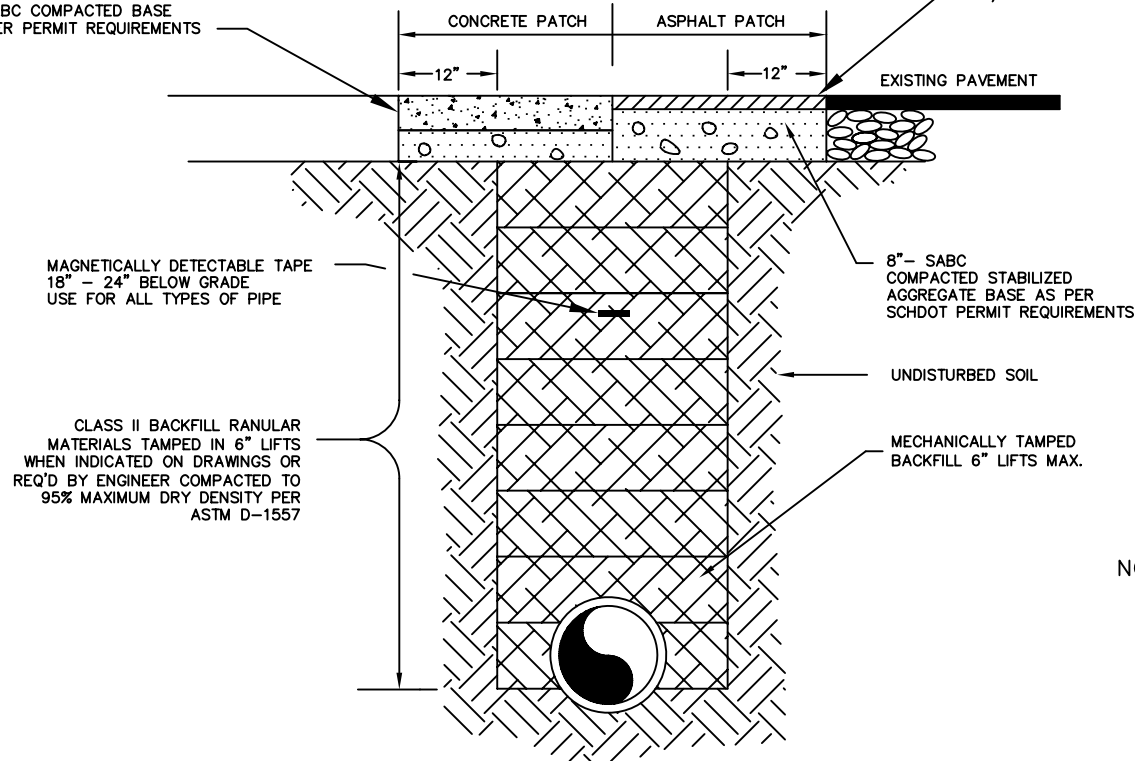 BC COMPACTED BASE
ER PERMIT REQUIREMENTS
CONCRETE PATCH
ASPHALT PATCH
12"
12"
EXISTING PAVEMENT
MAGNETICALLY DETECTABLE TAPE
18" – 24" BELOW GRADE
USE FOR ALL TYPES OF PIPE
8"– SABC
COMPACTED STABILIZED
AGGREGATE BASE AS PER
SCHDOT PERMIT REQUIREMENTS
UNDISTURBED SOIL
CLASS II BACKFILL RANULAR
MATERIALS TAMPED IN 6" LIFTS
WHEN INDICATED ON DRAWINGS OR
REQ'D BY ENGINEER COMPACTED TO
95% MAXIMUM DRY DENSITY PER
ASTM D–1557
MECHANICALLY TAMPED
BACKFILL 6" LIFTS MAX.